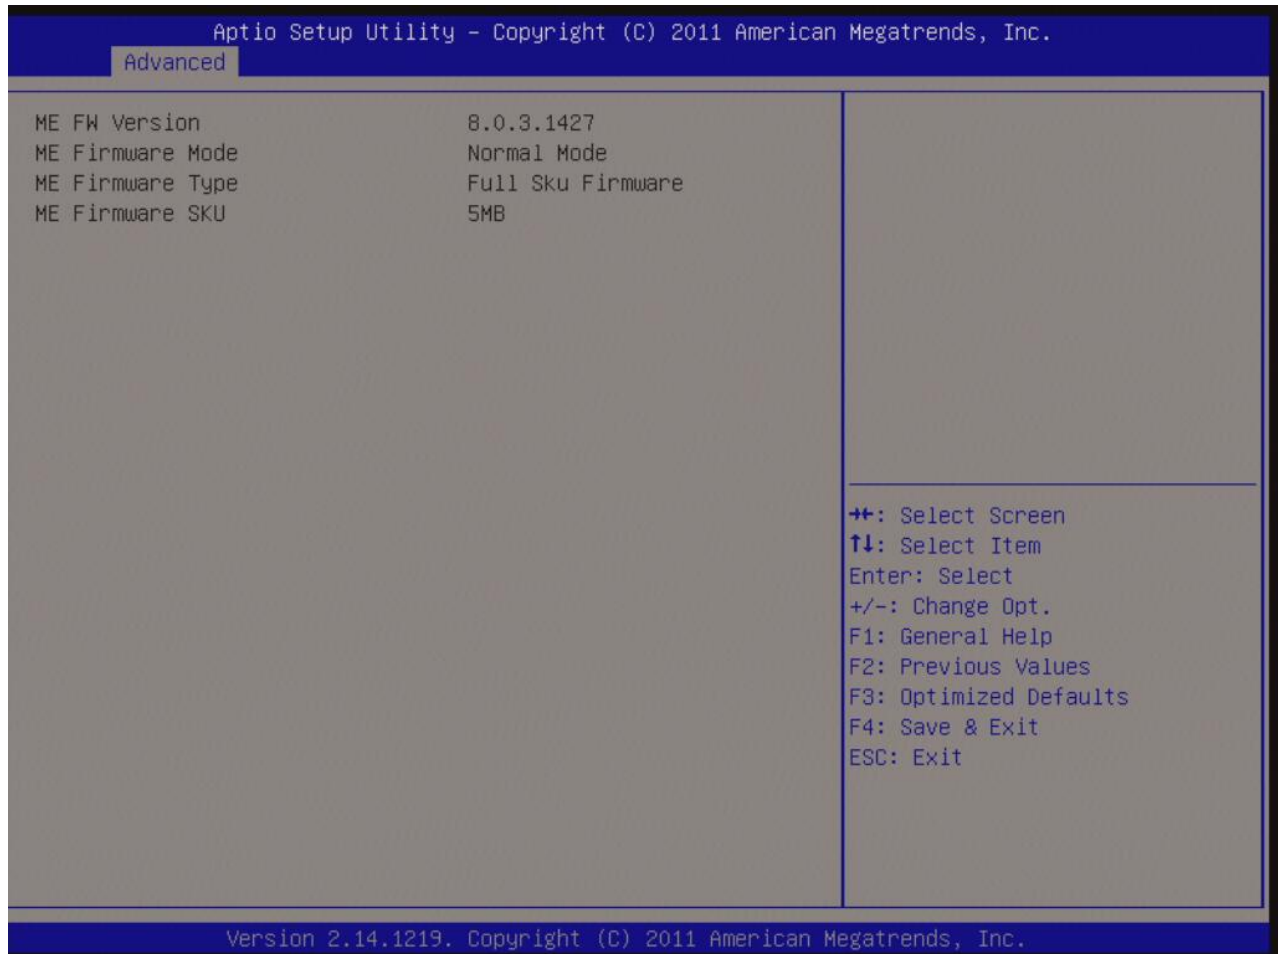 Aptio Setup Utility – Copyright (C) 2011 American Megatrends, Inc.
Advanced
ME FW Version 8.0.3.1427
ME Firmware Mode Normal Mode
ME Firmware Type Full Sku Firmware
ME Firmware SKU 5MB
→←: Select Screen
↑↓: Select Item
Enter: Select
+/-: Change Opt.
F1: General Help
F2: Previous Values
F3: Optimized Defaults
F4: Save & Exit
ESC: Exit
Version 2.14.1219. Copyright (C) 2011 American Megatrends, Inc.